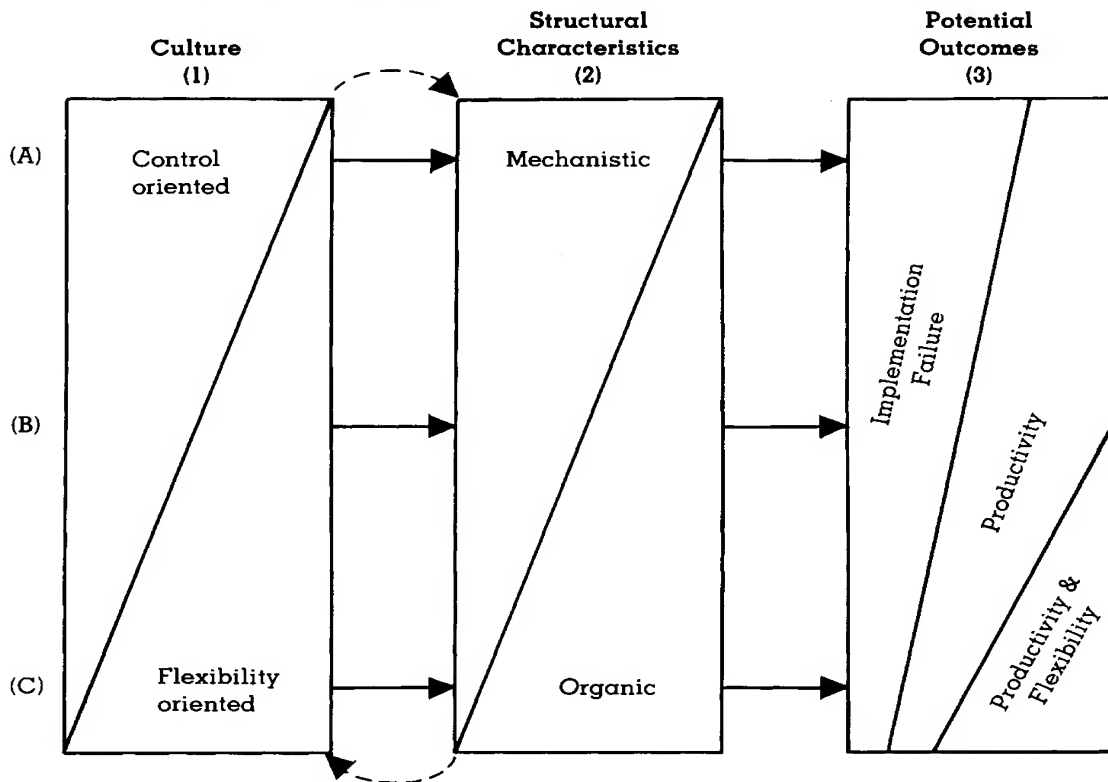 Culture
(1)
Structural
Characteristics
(2)
Potential
Outcomes
(3)
(A)
Control
oriented
Mechanistic
(B)
Implementation
Failure
Productivity
Productivity &
Flexibility
(C)
Flexibility
oriented
Organic